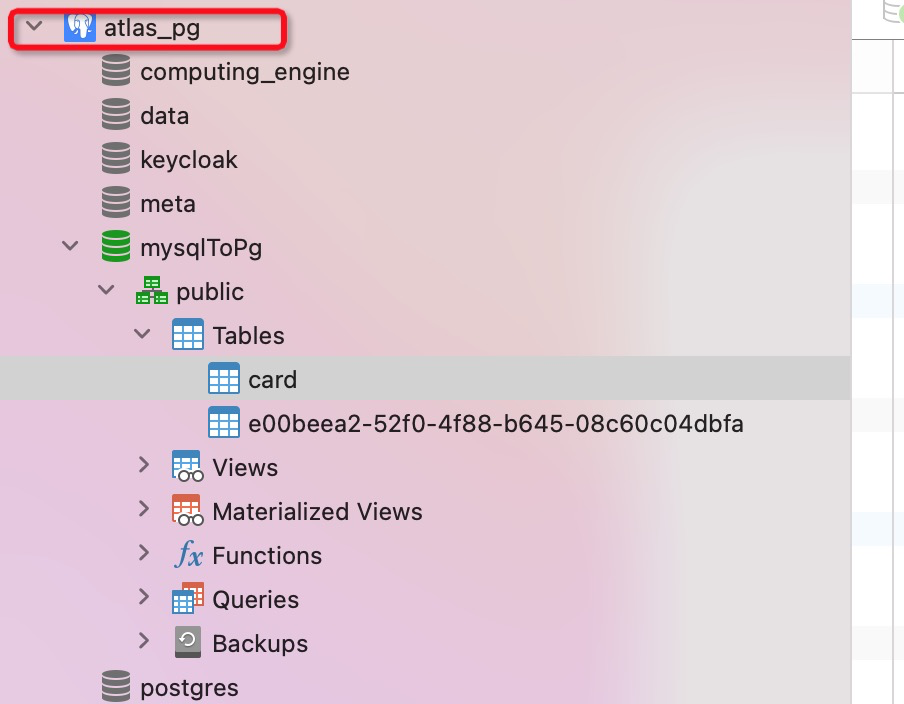 atlas_pg
computing_engine
data
keycloak
meta
mysqlToPg
public
Tables
card
e00beea2-52f0-4f88-b645-08c60c04dbfa
Views
Materialized Views
fx Functions
Queries
Backups
postgres